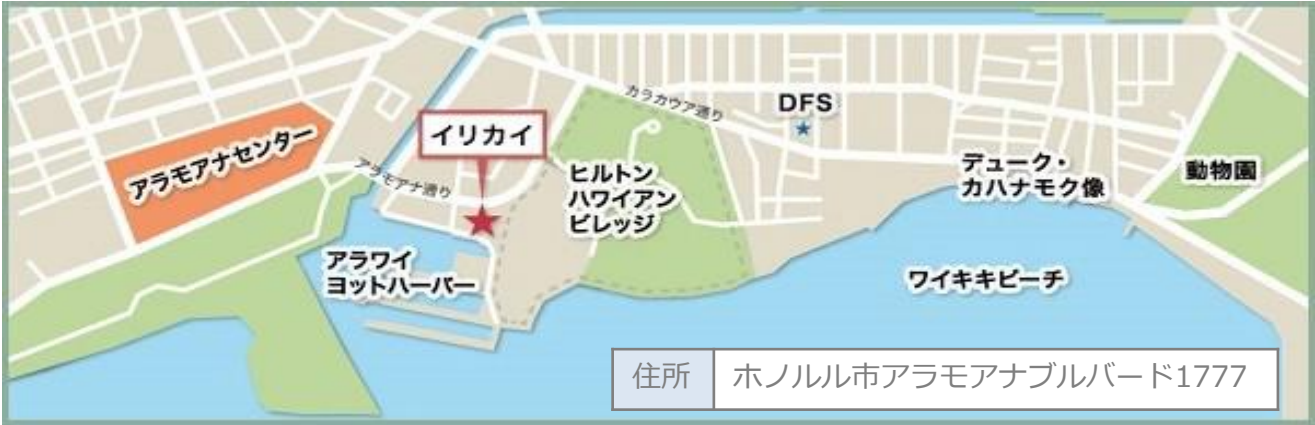 カラカウア通り
DFS
イリカイ
アラモアナセンター
アラモアナ通り
ヒルトン
ハワイアン
ビレッジ
デューク・
カハナモク像
動物園
アラワイ
ヨットハーバー
ワイキキビーチ
住所 ホノルル市アラモアナブルバード1777